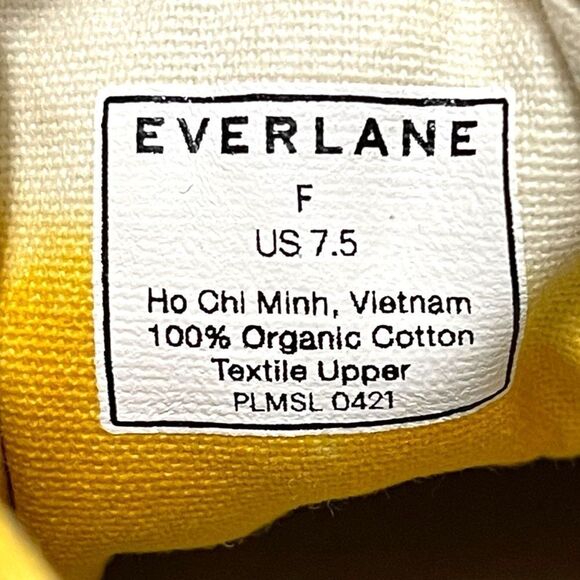 EVERLANE
F
US 7.5
Ho Chi Minh, Vietnam
100% Organic Cotton
Textile Upper
PLMSL 0421